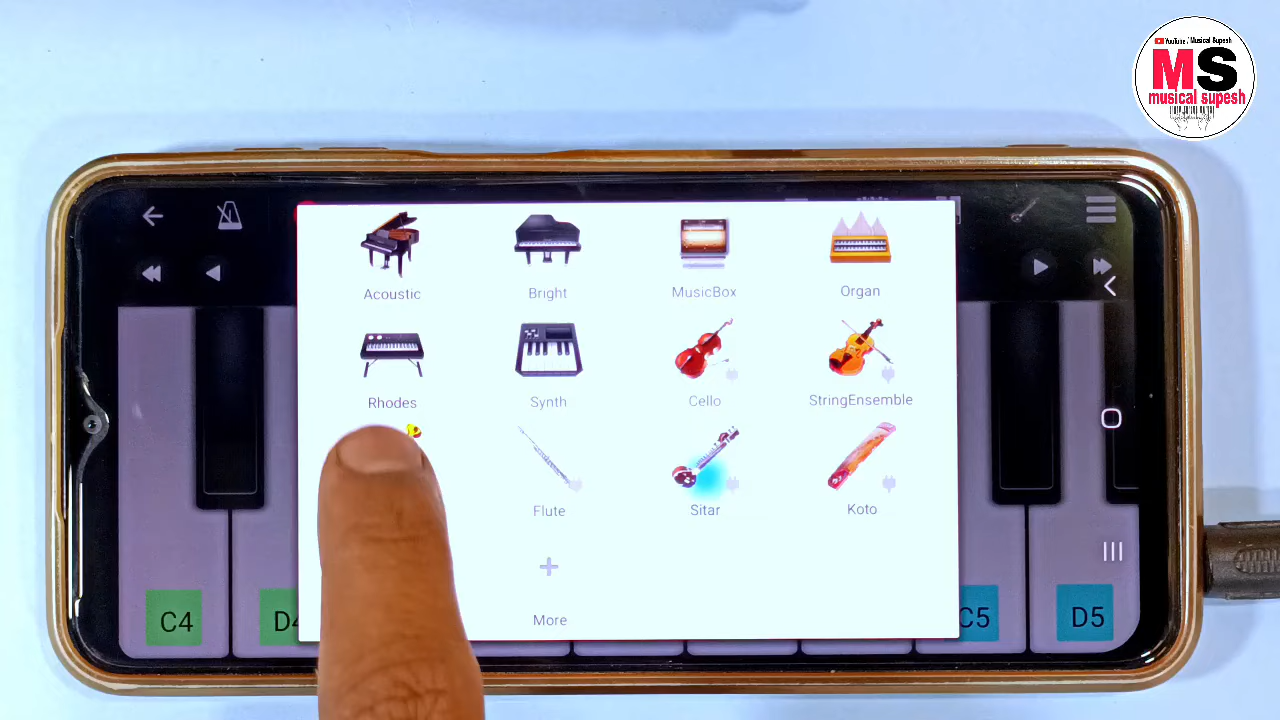 YouTube / Musical Supesh
MS
musical supesh
Acoustic
Bright
MusicBox
Organ
Rhodes
Synth
Cello
StringEnsemble
Flute
Sitar
Koto
More
C4
D4
C5
D5